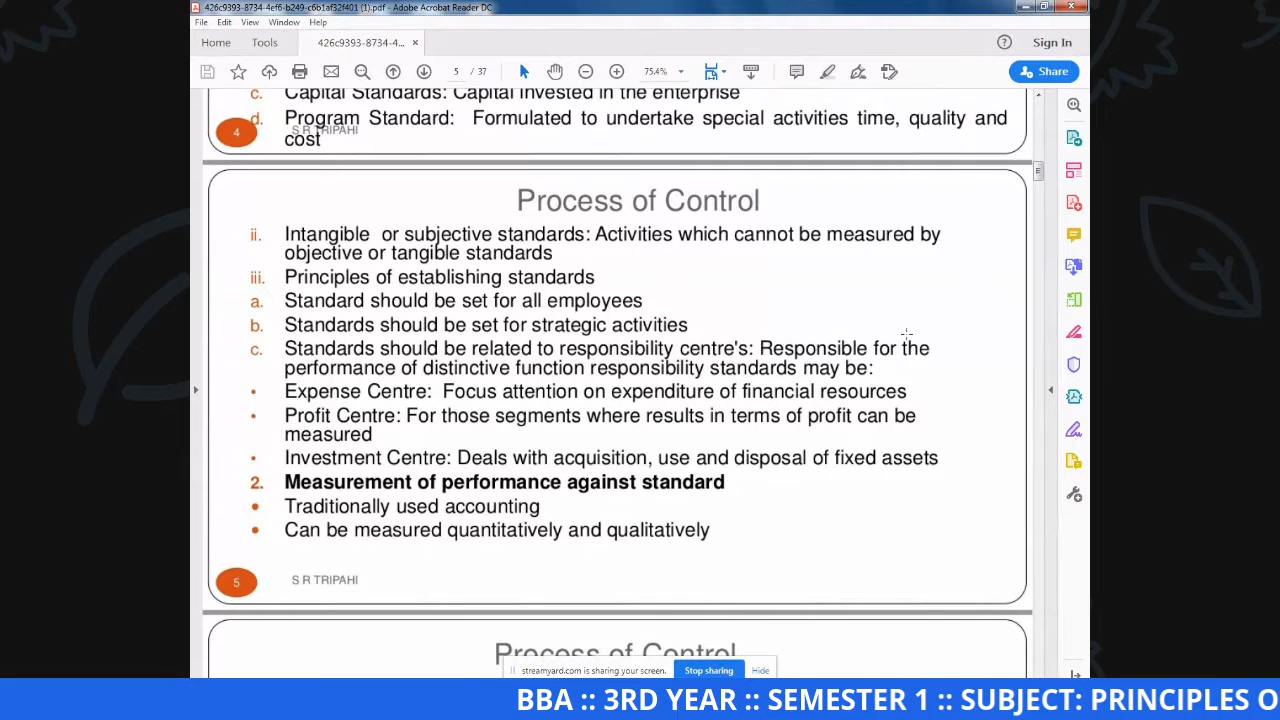 426c9393-8734-4ef6-b249-c6b1af32f401 (1).pdf - Adobe Acrobat Reader DC
File Edit View Window Help
Home Tools 426c9393-8734-4... × Sign In
5 / 37 75.4% Share
c. Capital Standards: Capital invested in the enterprise
d. Program Standard: Formulated to undertake special activities time, quality and
cost
4 S R TRIPAHI
Process of Control
ii. Intangible or subjective standards: Activities which cannot be measured by
objective or tangible standards
iii. Principles of establishing standards
a. Standard should be set for all employees
b. Standards should be set for strategic activities
c. Standards should be related to responsibility centre's: Responsible for the
performance of distinctive function responsibility standards may be:
• Expense Centre: Focus attention on expenditure of financial resources
• Profit Centre: For those segments where results in terms of profit can be
measured
• Investment Centre: Deals with acquisition, use and disposal of fixed assets
2. Measurement of performance against standard
• Traditionally used accounting
• Can be measured quantitatively and qualitatively
5 S R TRIPAHI
Process of Control
streamyard.com is sharing your screen. Stop sharing Hide
BBA :: 3RD YEAR :: SEMESTER 1 :: SUBJECT: PRINCIPLES O